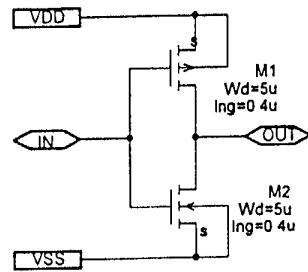 VDD
s
M1
Wd=5u
lng=0 4u
IN
OUT
M2
Wd=5u
lng=0 4u
s
VSS